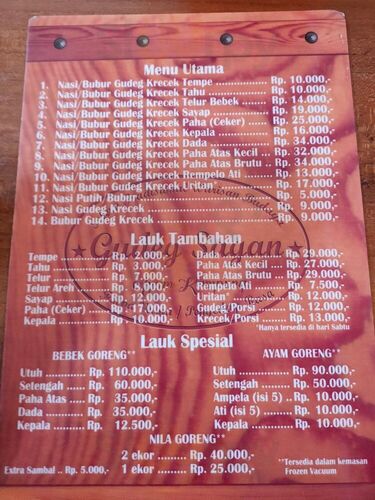 Menu Utama
1. Nasi/Bubur Gudeg Krecek Tempe ............ Rp. 10.000,-
2. Nasi/Bubur Gudeg Krecek Tahu .............. Rp. 10.000,-
3. Nasi/Bubur Gudeg Krecek Telur Bebek ..... Rp. 14.000,-
4. Nasi/Bubur Gudeg Krecek Sayap ............. Rp. 19.000,-
5. Nasi/Bubur Gudeg Krecek Paha (Ceker) .... Rp. 25.000,-
6. Nasi/Bubur Gudeg Krecek Kepala ............ Rp. 16.000,-
7. Nasi/Bubur Gudeg Krecek Dada .............. Rp. 34.000,-
8. Nasi/Bubur Gudeg Krecek Paha Atas Kecil .. Rp. 32.000,-
9. Nasi/Bubur Gudeg Krecek Paha Atas Brutu .. Rp. 34.000,-
10. Nasi/Bubur Gudeg Krecek Rempelo Ati ...... Rp. 13.000,-
11. Nasi/Bubur Gudeg Krecek Uritan* ............ Rp. 17.000,-
12. Nasi Putih/Bubur ............ Rp. 5.000,-
13. Nasi Gudeg Krecek ............ Rp. 9.000,-
14. Bubur Gudeg Krecek ............ Rp. 9.000,-
Gudeg Sagan
Lauk Tambahan
Tempe ............ Rp. 2.000,-
Tahu ............ Rp. 3.000,-
Telur ............ Rp. 7.000,-
Telur Areh ...... Rp. 8.000,-
Sayap ............ Rp. 12.000,-
Paha (Ceker) .... Rp. 17.000,-
Kepala .......... Rp. 10.000,-
Dada ................ Rp. 29.000,-
Paha Atas Kecil .. Rp. 27.000,-
Paha Atas Brutu .. Rp. 29.000,-
Rempelo Ati ...... Rp. 7.500,-
Uritan* ............ Rp. 12.000,-
Gudeg/Porsi ...... Rp. 12.000,-
Krecek/Porsi ..... Rp. 13.000,-
*Hanya tersedia di hari Sabtu
Lauk Spesial
BEBEK GORENG**
Utuh ......... Rp. 110.000,-
Setengah .... Rp. 60.000,-
Paha Atas ... Rp. 35.000,-
Dada ......... Rp. 35.000,-
Kepala ....... Rp. 12.500,-
AYAM GORENG**
Utuh ............ Rp. 90.000,-
Setengah ....... Rp. 50.000,-
Ampela (isi 5) .. Rp. 10.000,-
Ati (isi 5) ...... Rp. 10.000,-
Kepala .......... Rp. 10.000,-
NILA GORENG**
2 ekor ...... Rp. 40.000,-
1 ekor ...... Rp. 25.000,-
Extra Sambal .. Rp. 5.000,-
**Tersedia dalam kemasan
Frozen Vacuum